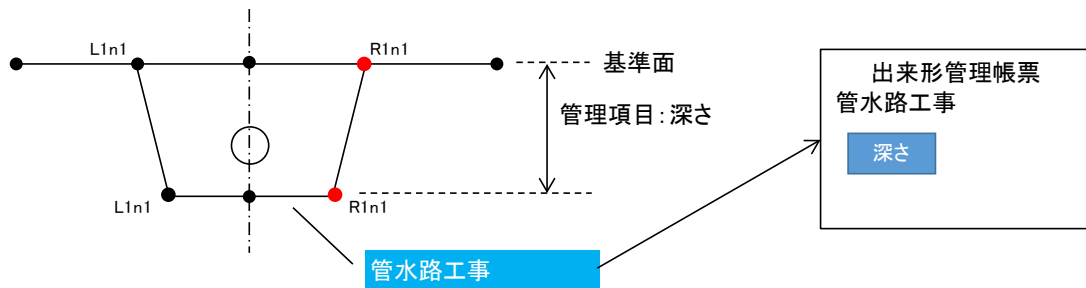 L1n1
R1n1
基準面
管理項目：深さ
L1n1
R1n1
管水路工事
出来形管理帳票
管水路工事
深さ